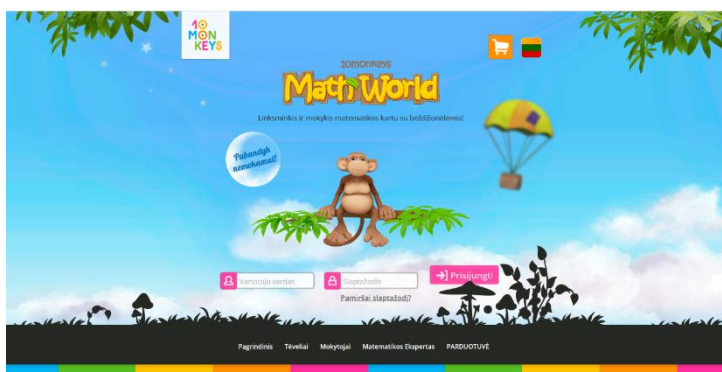 10
MON
KEYS
10monkeys
Math World
Linksminkis ir mokykis matematikos kartu su beždžionėlėmis!
Pabandyk
nemokamai!
Vartotojo vardas
Slaptažodis
Prisijungti
Pamiršai slaptažodį?
Pagrindinis Tėveliai Mokytojai Matematikos Ekspertas PARDUOTUVĖ